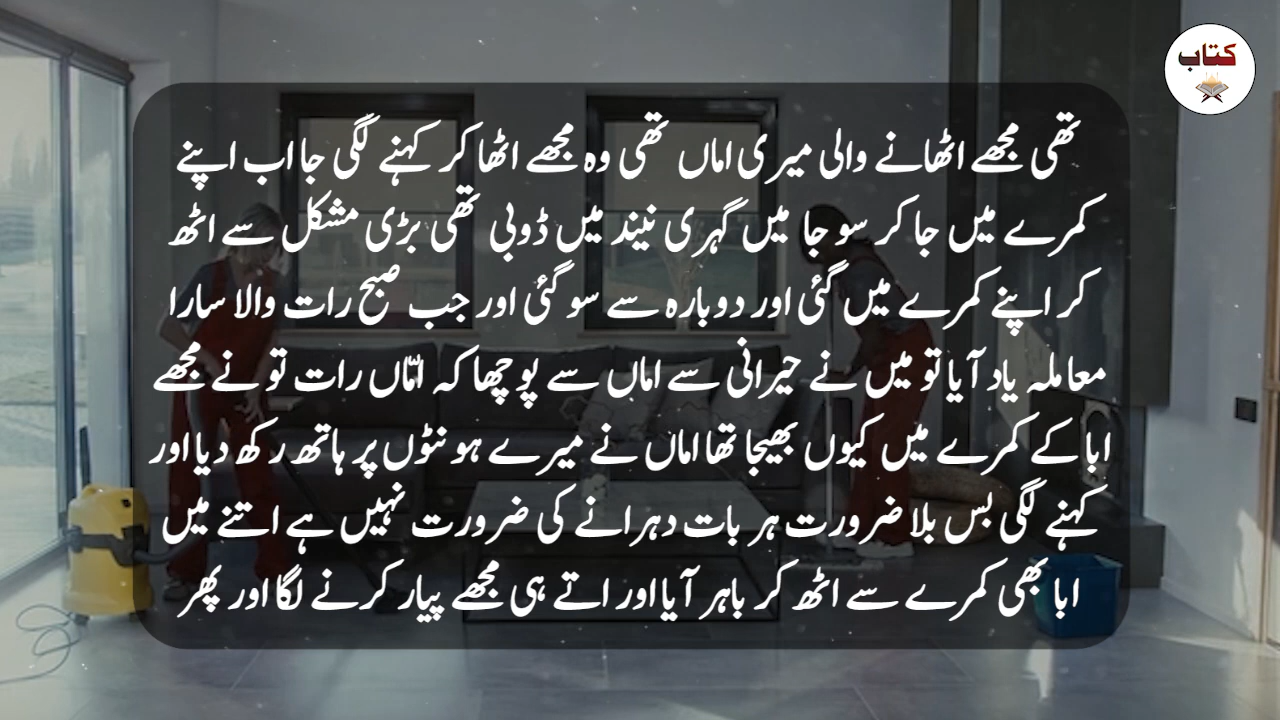 کتاب
تھی مجھے اٹھانے والی میری اماں تھی وہ مجھے اٹھا کر کہنے لگی جا اب اپنے
کمرے میں جا کر سو جا میں گہری نیند میں ڈوبی تھی بڑی مشکل سے اٹھ
کر اپنے کمرے میں گئی اور دوبارہ سے سو گئی اور جب صبح رات والا سارا
معاملہ یاد آیا تو میں نے حیرانی سے اماں سے پوچھا کہ امّاں رات تو نے مجھے
ابا کے کمرے میں کیوں بھیجا تھا اماں نے میرے ہونٹوں پر ہاتھ رکھ دیا اور
کہنے لگی بس بلا ضرورت ہر بات دہرانے کی ضرورت نہیں ہے اتنے میں
ابا بھی کمرے سے اٹھ کر باہر آیا اور اتے ہی مجھے پیار کرنے لگا اور پھر